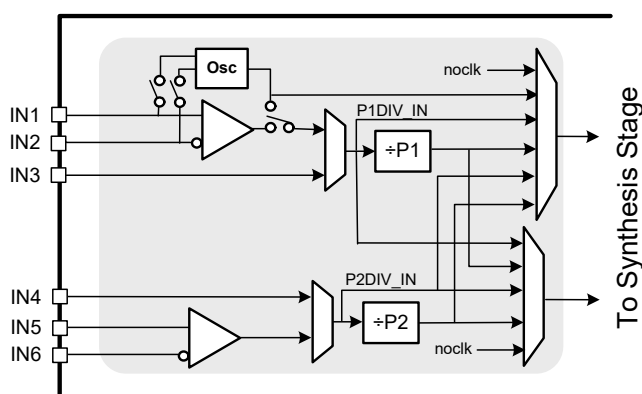 Osc
noclk
IN1
P1DIV_IN
IN2
÷P1
IN3
To Synthesis Stage
P2DIV_IN
IN4
IN5
÷P2
IN6
noclk